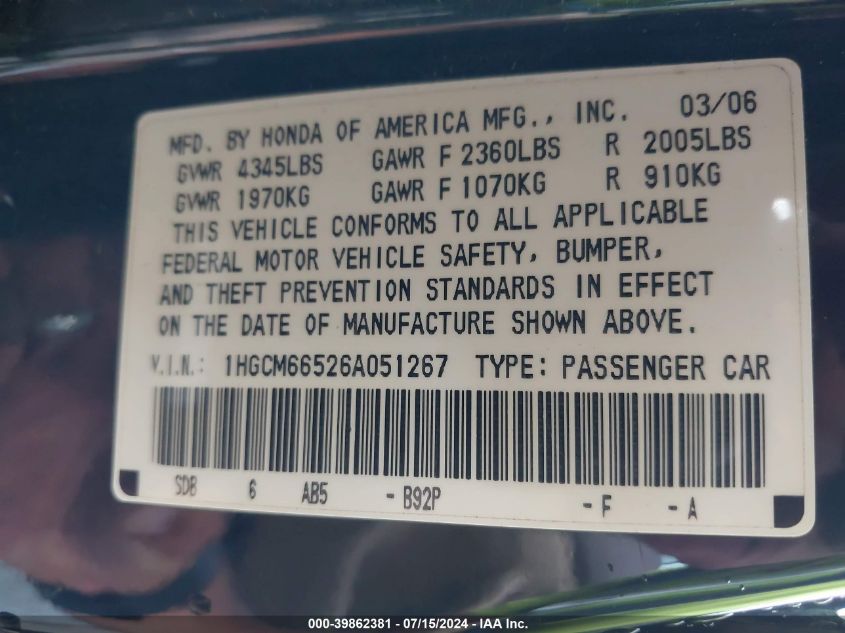 MFD. BY HONDA OF AMERICA MFG., INC. 03/06
GVWR 4345LBS GAWR F 2360LBS R 2005LBS
GVWR 1970KG GAWR F 1070KG R 910KG
THIS VEHICLE CONFORMS TO ALL APPLICABLE
FEDERAL MOTOR VEHICLE SAFETY, BUMPER,
AND THEFT PREVENTION STANDARDS IN EFFECT
ON THE DATE OF MANUFACTURE SHOWN ABOVE.
V.I.N.: 1HGCM66526A051267 TYPE: PASSENGER CAR
SDB 6 AB5 - B92P - F - A
000-39862381 - 07/15/2024 - IAA Inc.